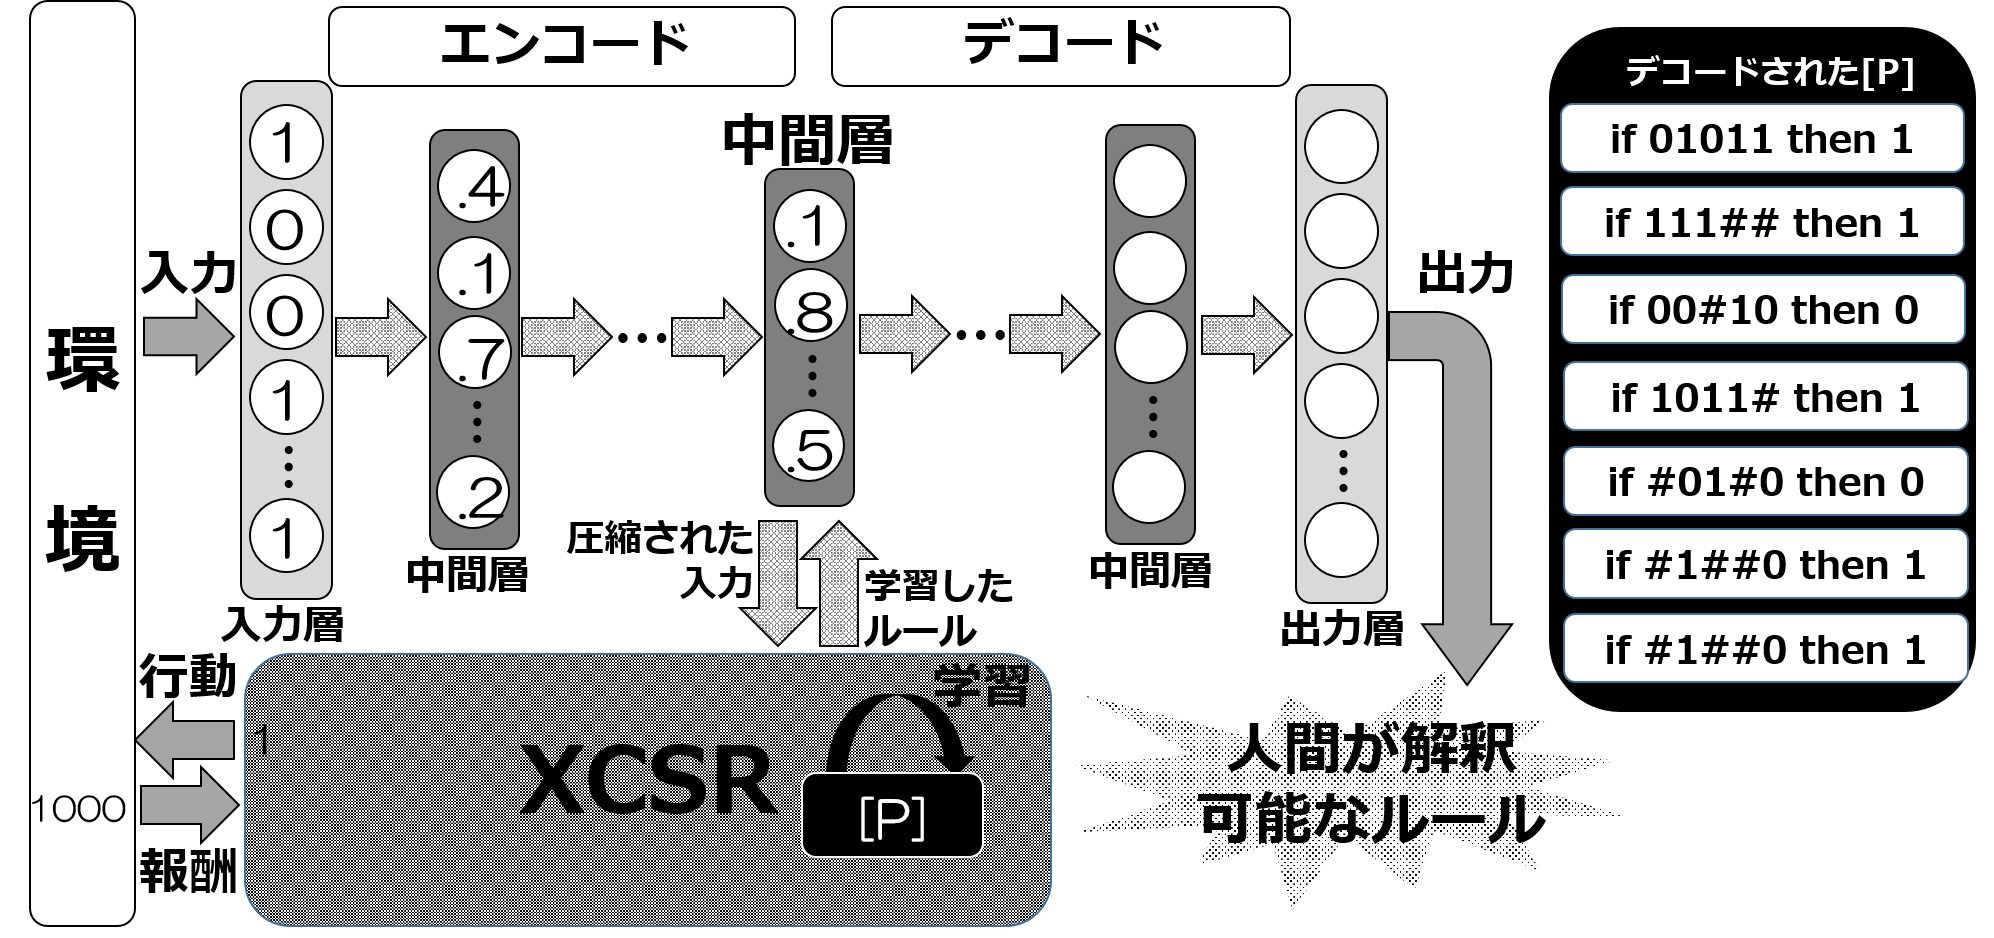 エンコード
デコード
環
境
入力
1
0
0
1
1
入力層
.4
.1
.7
.2
中間層
中間層
.1
.8
.5
圧縮された
入力
学習した
ルール
中間層
出力層
出力
行動
1
1000
報酬
XCSR
学習
[P]
人間が解釈
可能なルール
デコードされた[P]
if 01011 then 1
if 111## then 1
if 00#10 then 0
if 1011# then 1
if #01#0 then 0
if #1##0 then 1
if #1##0 then 1